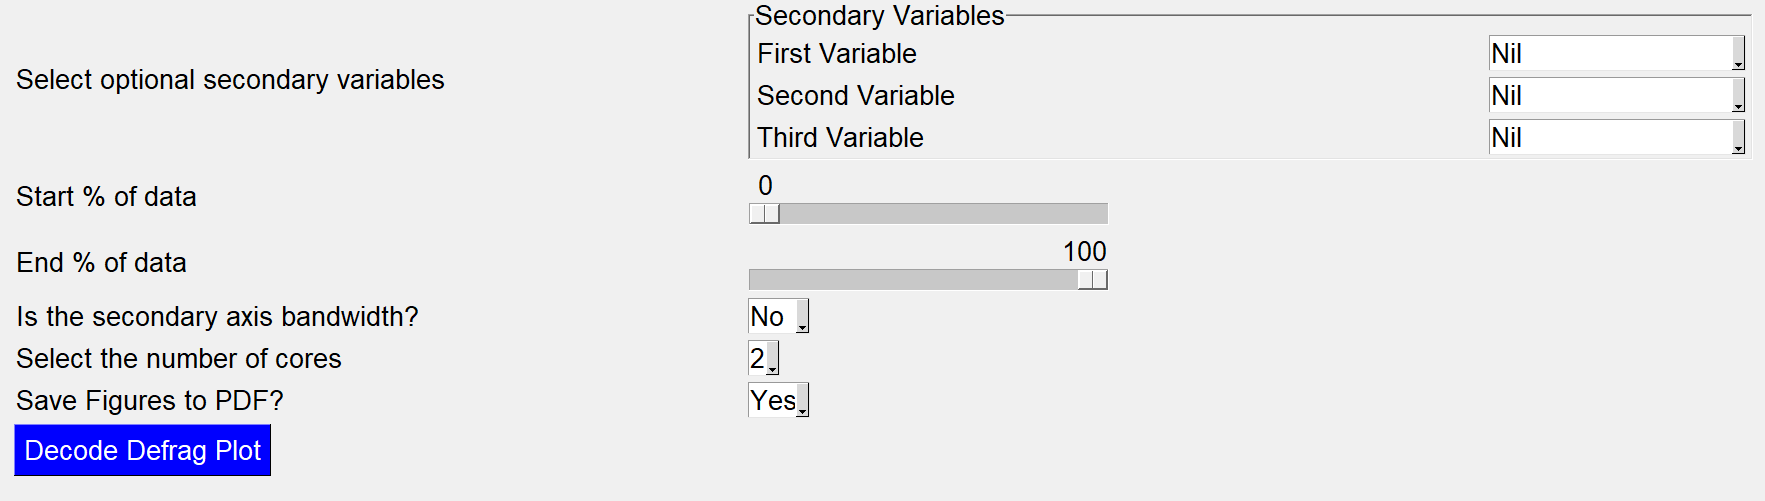 Secondary Variables
Select optional secondary variables
First Variable Nil
Second Variable Nil
Third Variable Nil
Start % of data 0
End % of data 100
Is the secondary axis bandwidth? No
Select the number of cores 2
Save Figures to PDF? Yes
Decode Defrag Plot